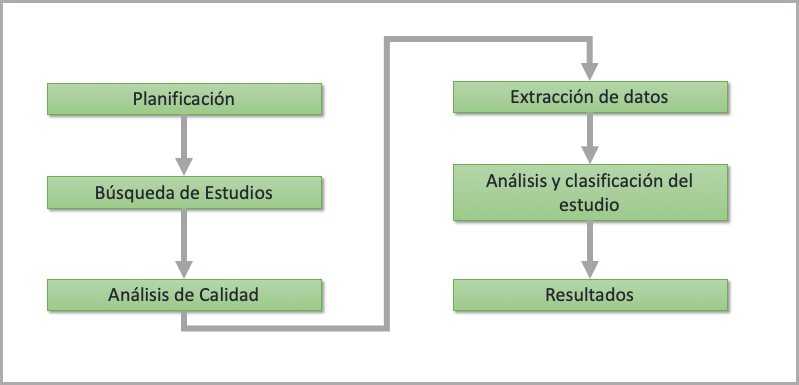 Planificación
Búsqueda de Estudios
Análisis de Calidad
Extracción de datos
Análisis y clasificación del
estudio
Resultados